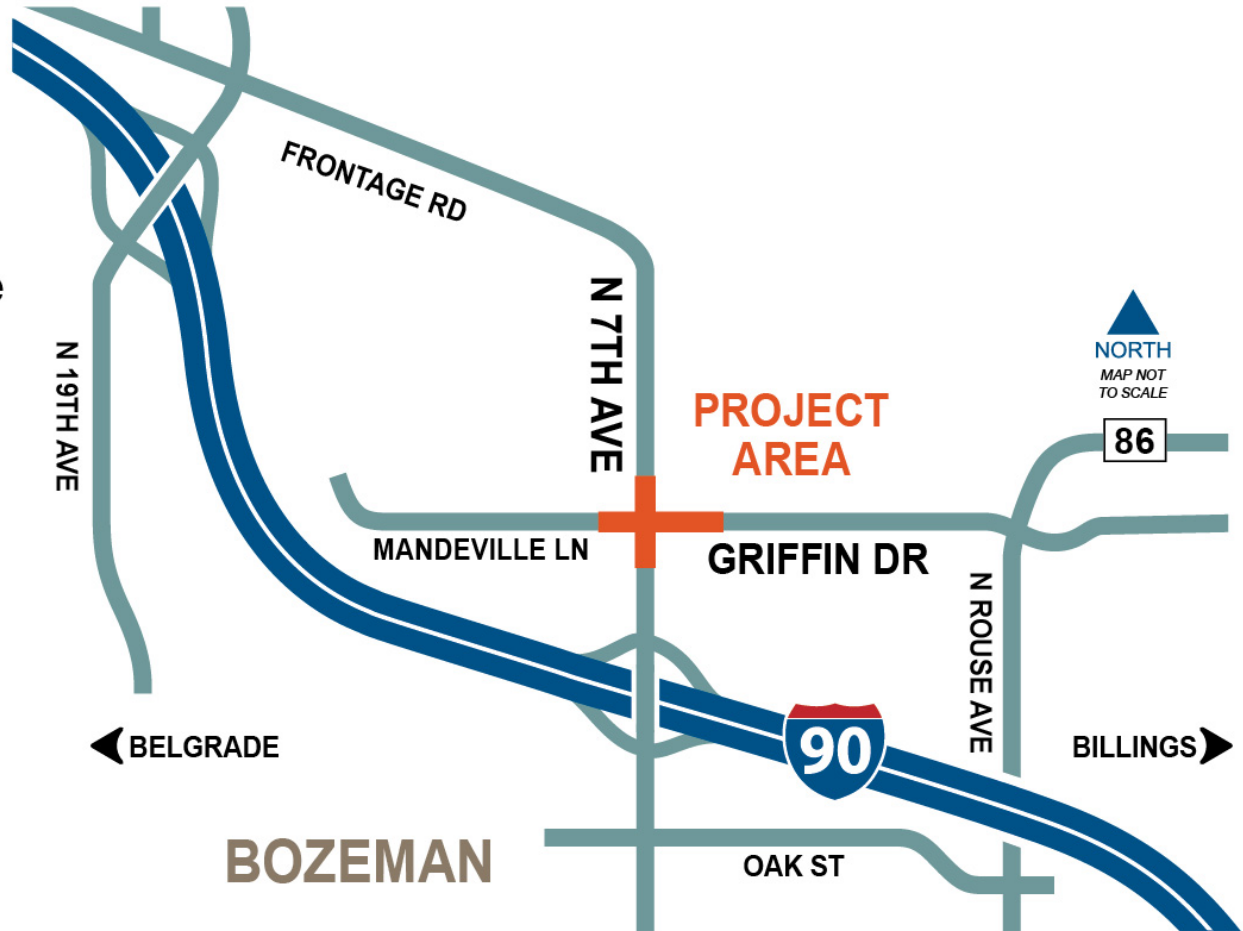 FRONTAGE RD
e
N 7TH AVE
NORTH
MAP NOT
TO SCALE
N 19TH AVE
PROJECT
AREA
86
MANDEVILLE LN
GRIFFIN DR
N ROUSE AVE
BELGRADE
90
BILLINGS
BOZEMAN
OAK ST